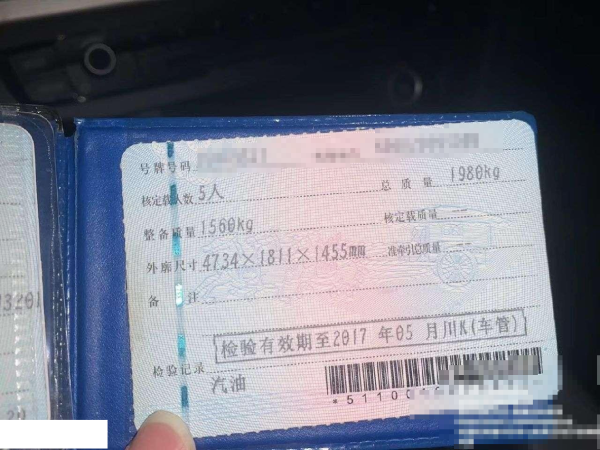 号牌号码
核定载人数 5人 总质量 1980kg
整备质量 1560kg 核定载质量 --
外廓尺寸 4734×1811×1455mm 准牵引总质量 --
备注
检验有效期至2017 年05 月川K(车管)
检验记录
汽油
3201
20